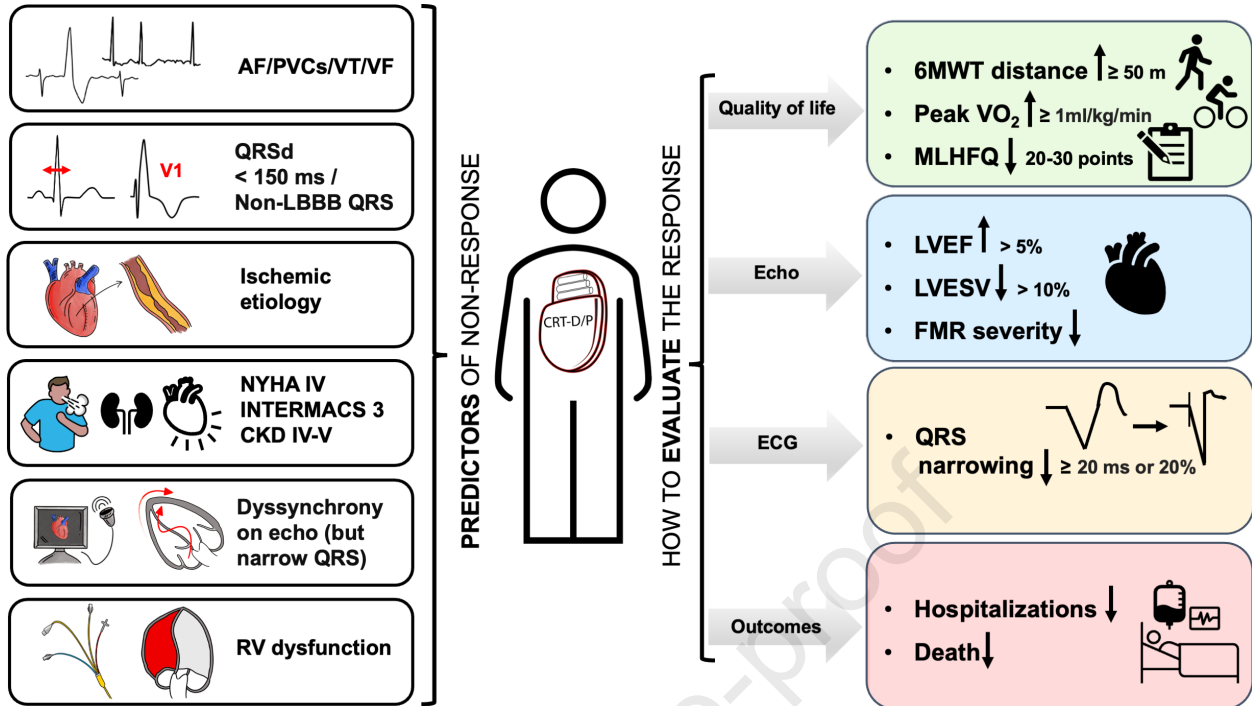 AF/PVCs/VT/VF
V1
QRSd
< 150 ms /
Non-LBBB QRS
Ischemic
etiology
NYHA IV
INTERMACS 3
CKD IV-V
Dyssynchrony
on echo (but
narrow QRS)
RV dysfunction
PREDICTORS OF NON-RESPONSE
CRT-D/P
HOW TO EVALUATE THE RESPONSE
Quality of life
• 6MWT distance ↑ ≥ 50 m
• Peak VO₂ ↑ ≥ 1ml/kg/min
• MLHFQ ↓ 20-30 points
Echo
• LVEF ↑ > 5%
• LVESV ↓ > 10%
• FMR severity ↓
ECG
• QRS
narrowing ↓ ≥ 20 ms or 20%
Outcomes
• Hospitalizations ↓
• Death ↓
-proof